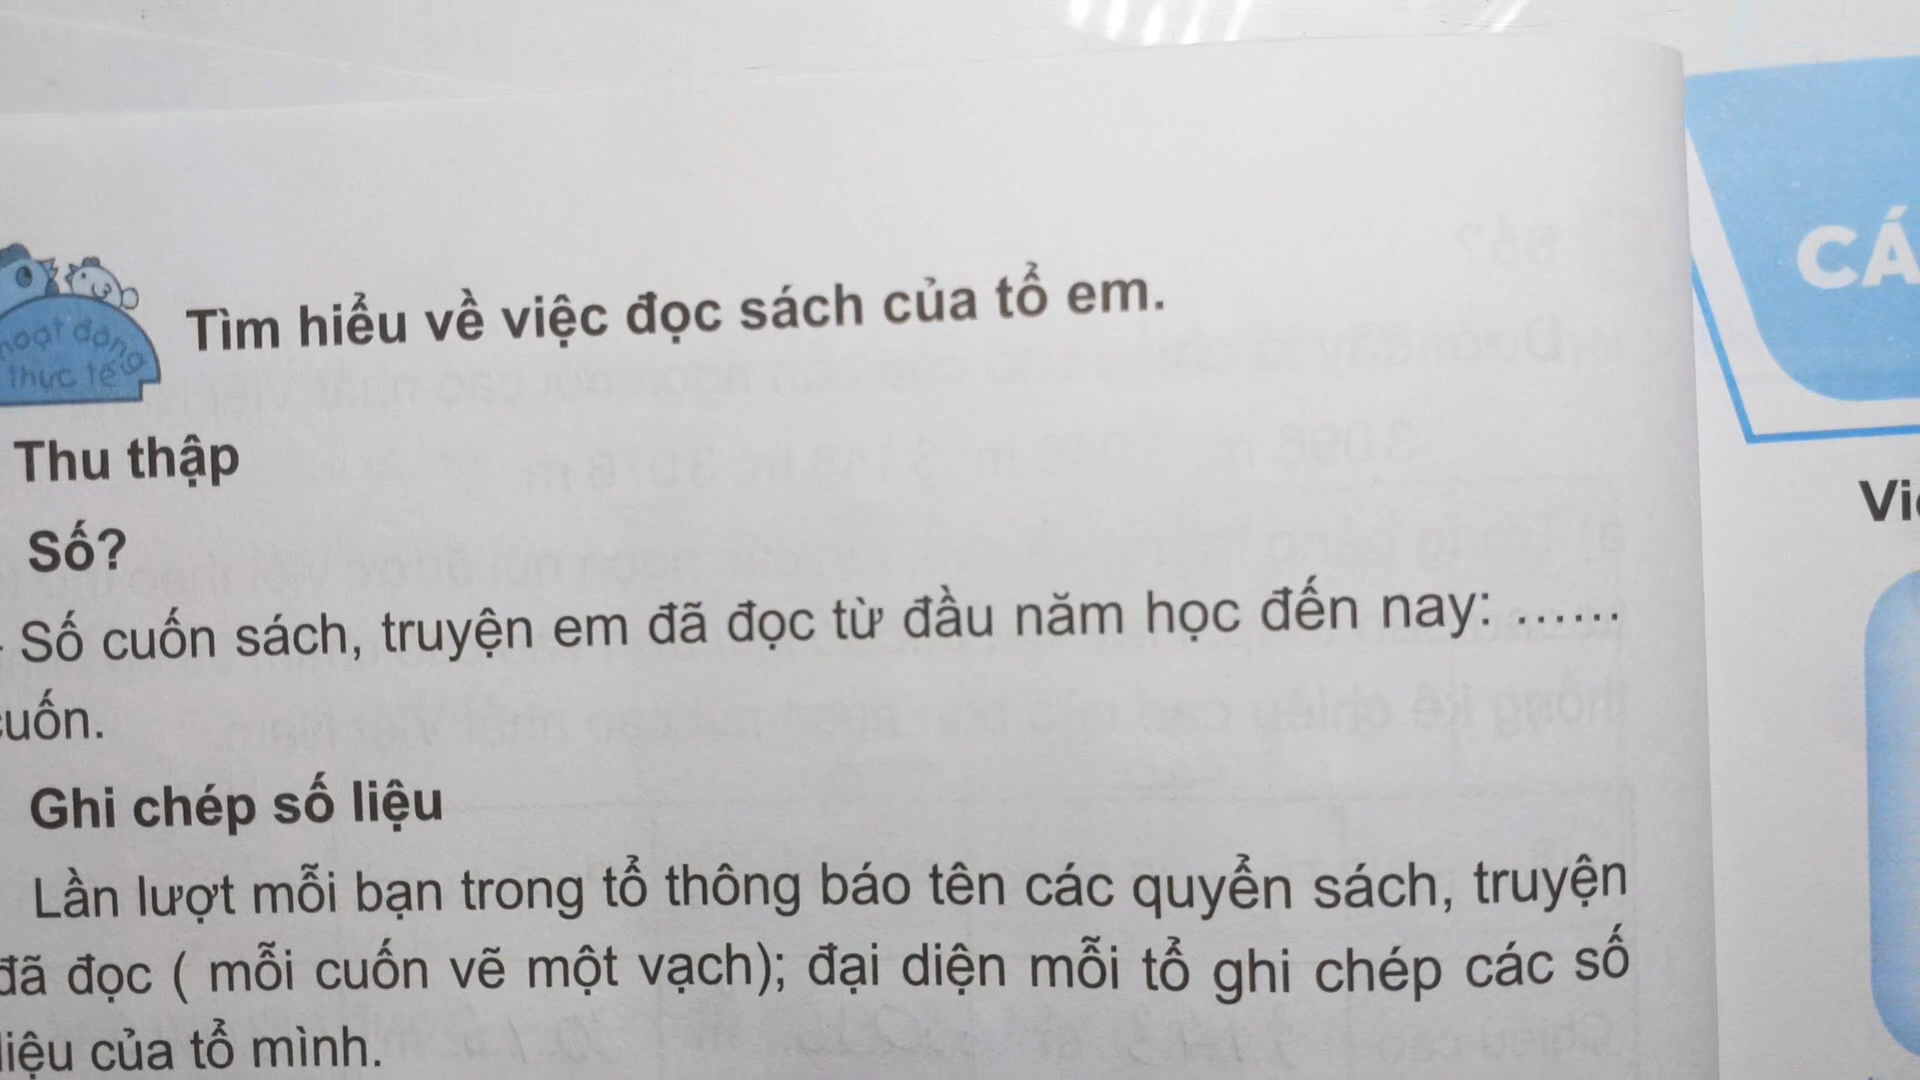 hoạt động
thực tế
Tìm hiểu về việc đọc sách của tổ em.
Thu thập
Số?
Số cuốn sách, truyện em đã đọc từ đầu năm học đến nay: ......
cuốn.
Ghi chép số liệu
Lần lượt mỗi bạn trong tổ thông báo tên các quyển sách, truyện
đã đọc ( mỗi cuốn vẽ một vạch); đại diện mỗi tổ ghi chép các số
liệu của tổ mình.
CÁ